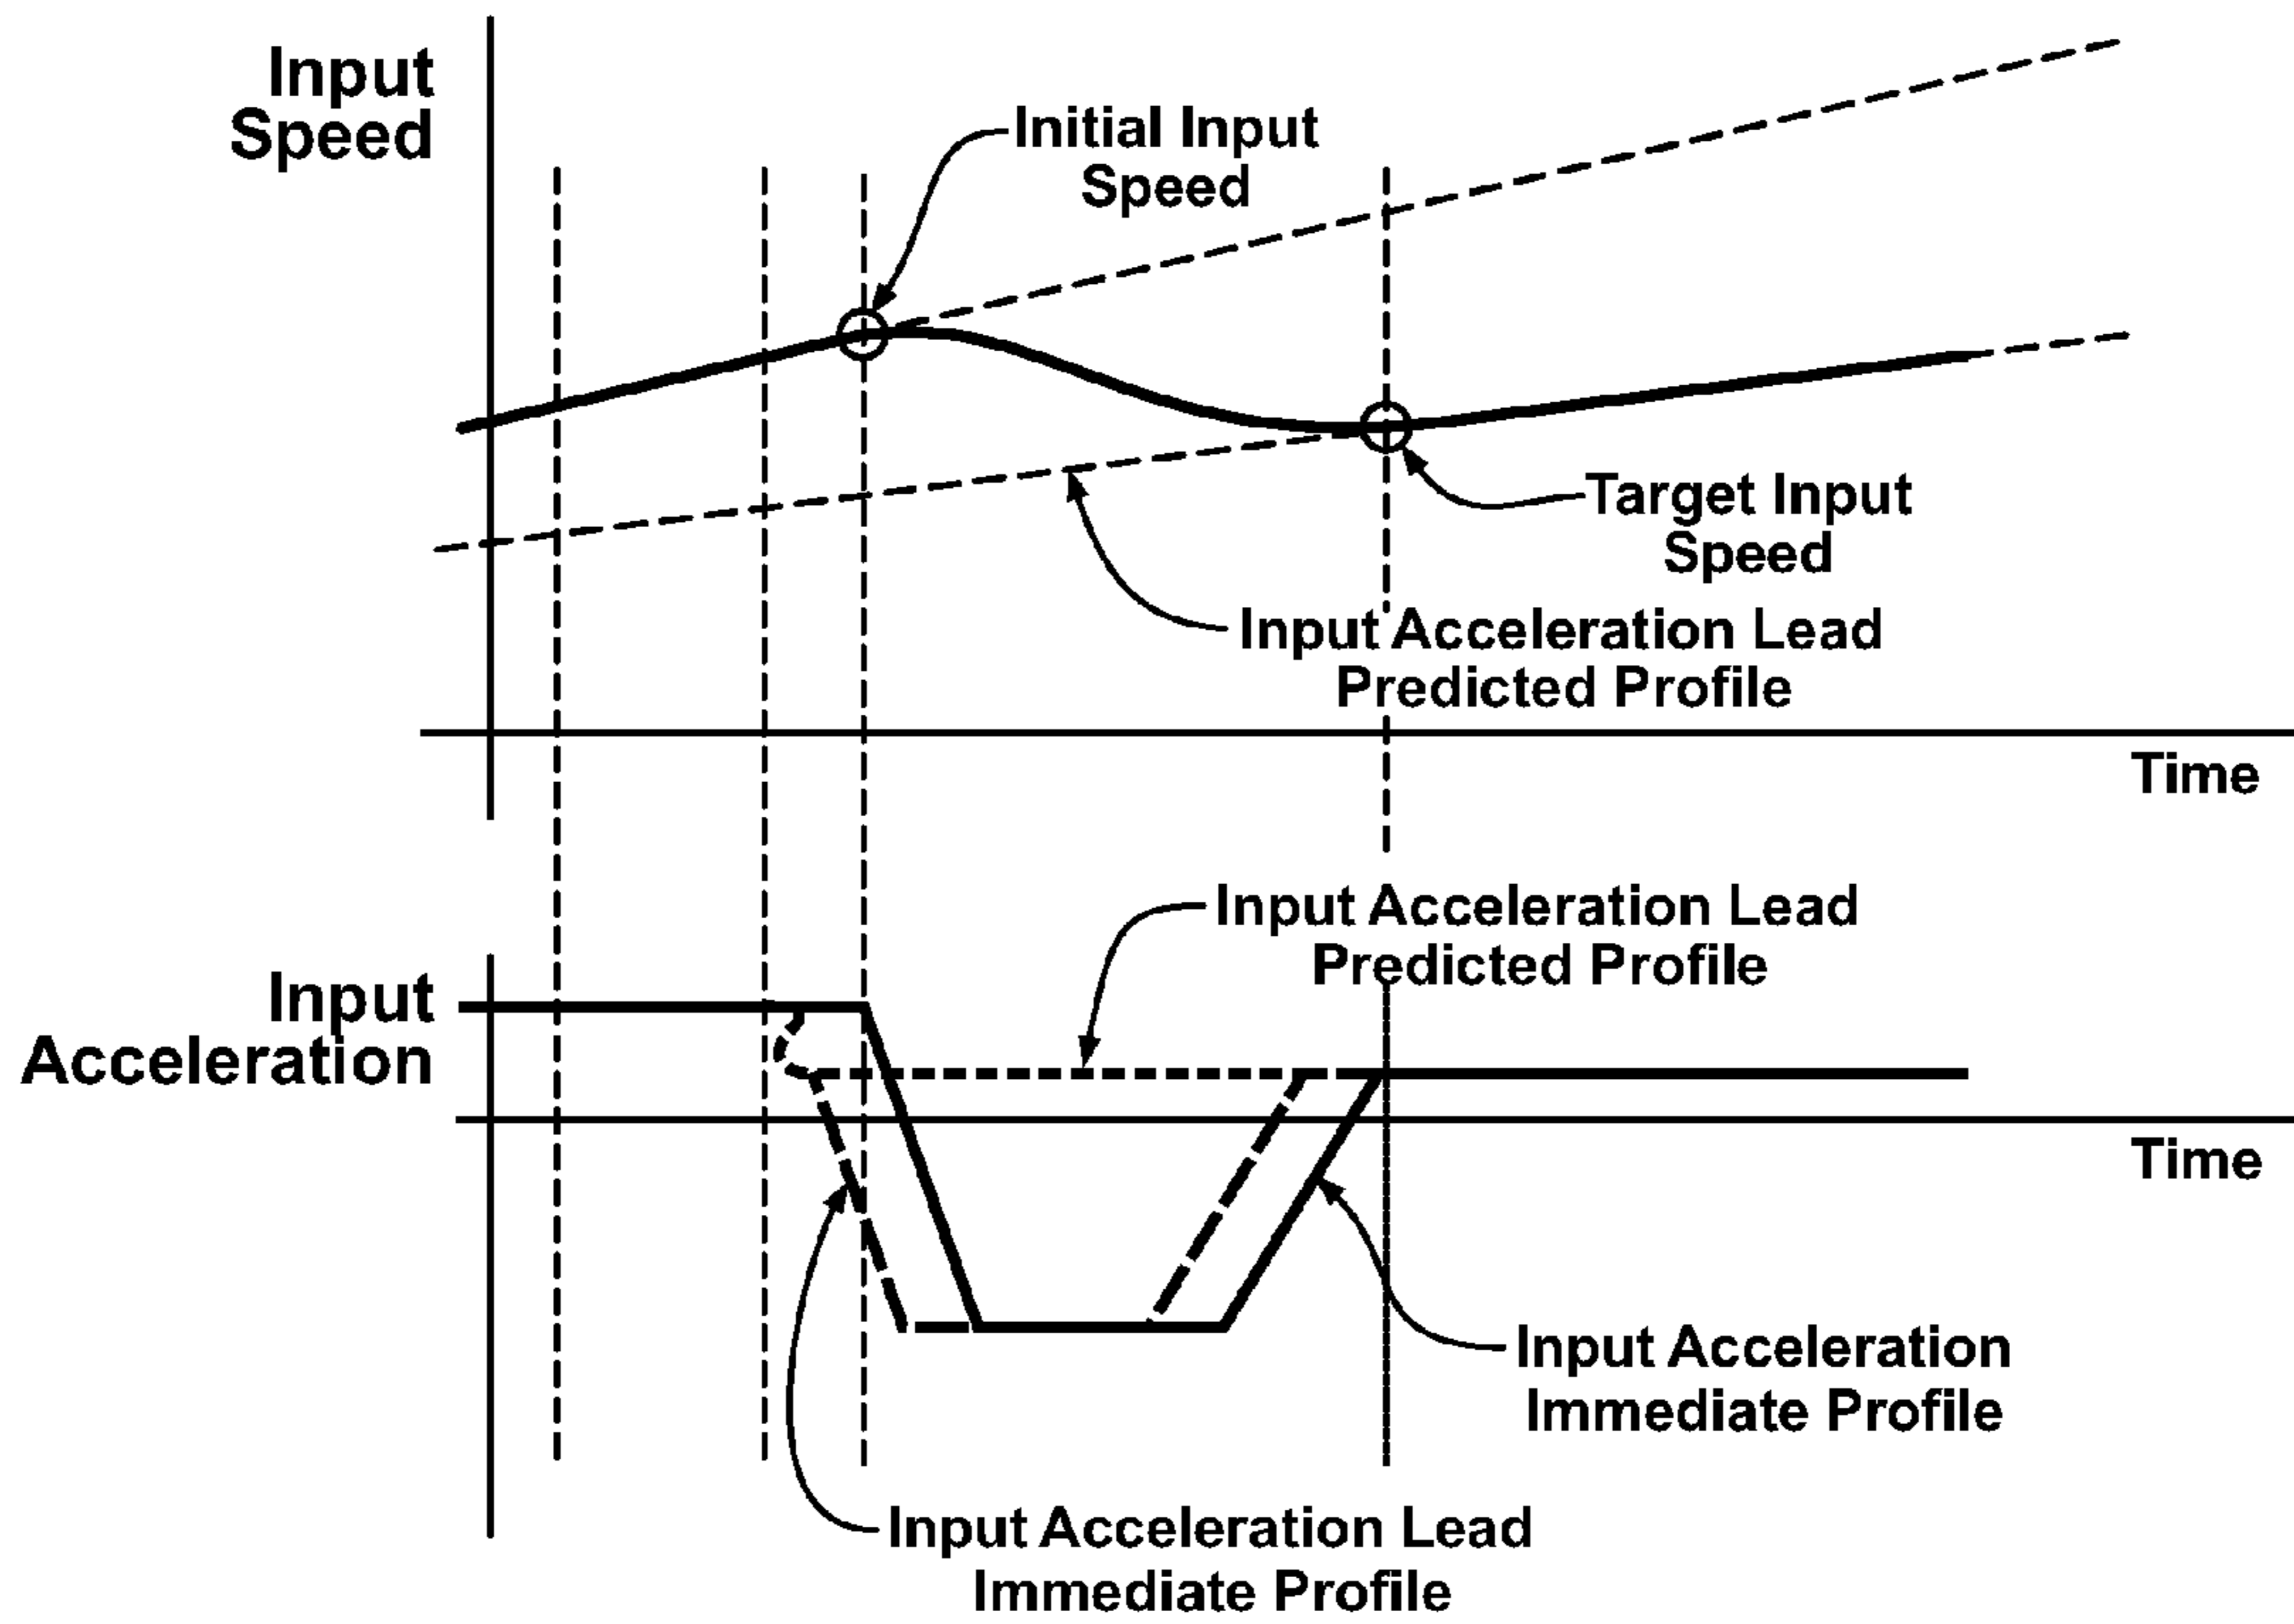 Input
Speed
Initial Input
Speed
Target Input
Speed
Input Acceleration Lead
Predicted Profile
Time
Input Acceleration Lead
Predicted Profile
Input
Acceleration
Time
Input Acceleration
Immediate Profile
Input Acceleration Lead
Immediate Profile